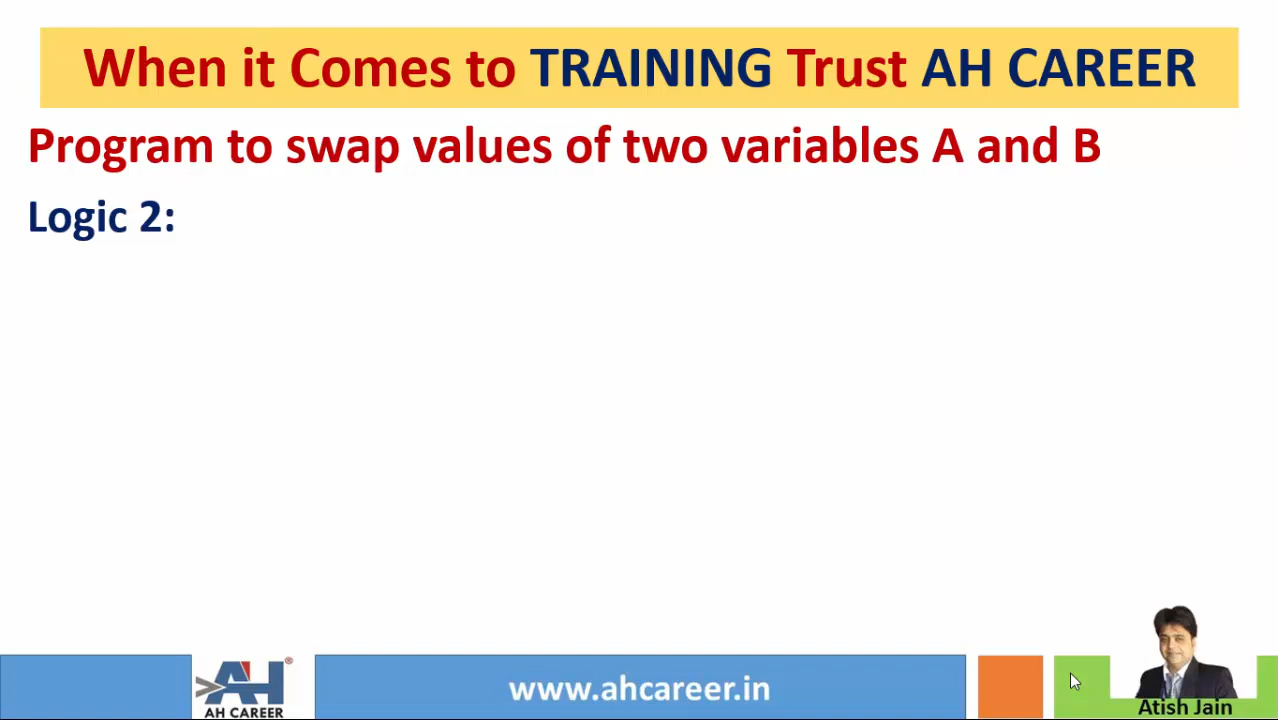 When it Comes to TRAINING Trust AH CAREER
Program to swap values of two variables A and B
Logic 2:
AH
®
AH CAREER
www.ahcareer.in
Atish Jain